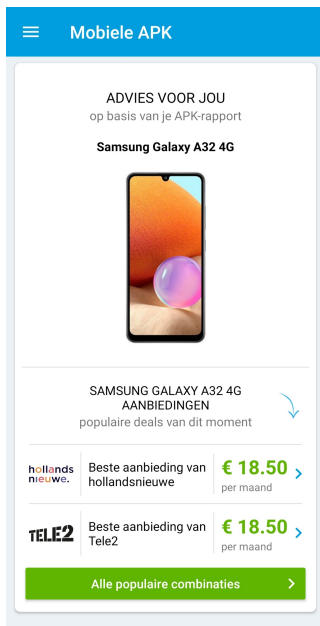 Mobiele APK
ADVIES VOOR JOU
op basis van je APK-rapport
Samsung Galaxy A32 4G
SAMSUNG GALAXY A32 4G
AANBIEDINGEN
populaire deals van dit moment
hollands
nieuwe.
Beste aanbieding van
hollandsnieuwe
€ 18.50
per maand
TELE2
Beste aanbieding van
Tele2
€ 18.50
per maand
Alle populaire combinaties